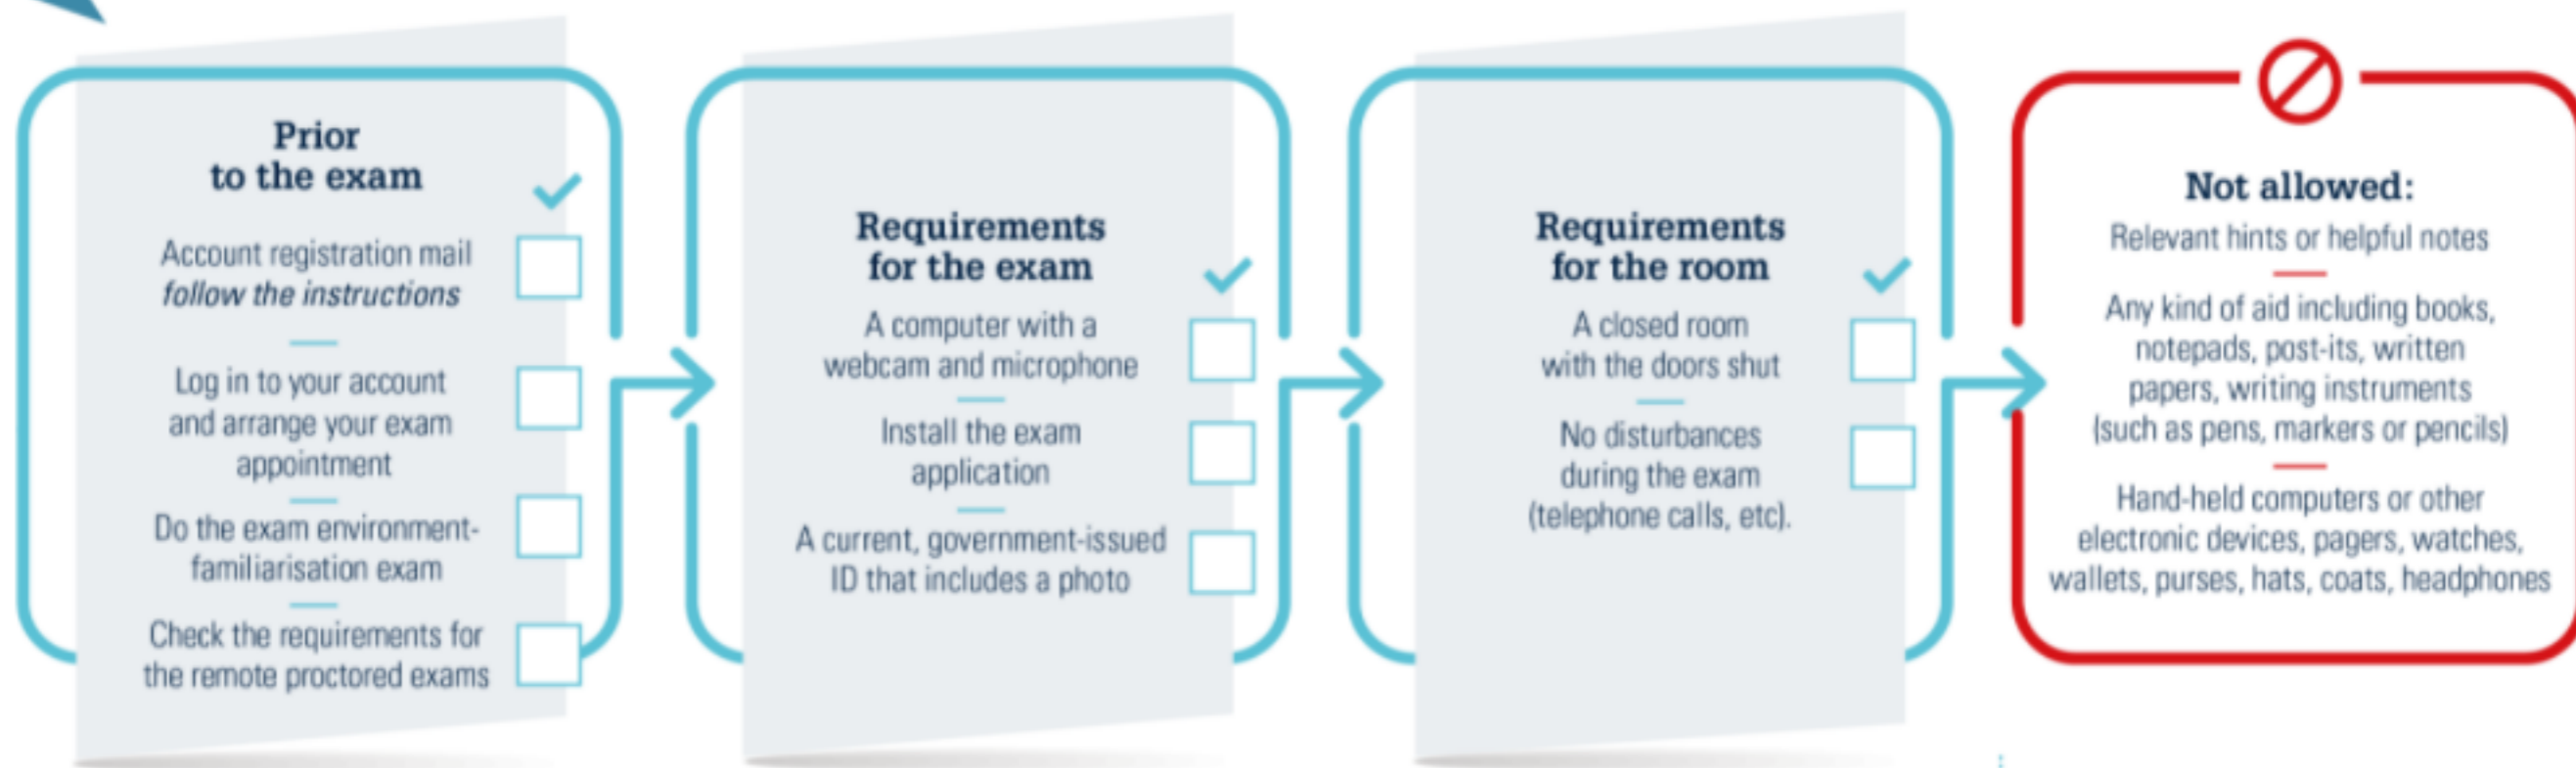 Prior
to the exam
Account registration mail
follow the instructions
Log in to your account
and arrange your exam
appointment
Do the exam environment-
familiarisation exam
Check the requirements for
the remote proctored exams
Requirements
for the exam
A computer with a
webcam and microphone
Install the exam
application
A current, government-issued
ID that includes a photo
Requirements
for the room
A closed room
with the doors shut
No disturbances
during the exam
(telephone calls, etc).
Not allowed:
Relevant hints or helpful notes
Any kind of aid including books,
notepads, post-its, written
papers, writing instruments
(such as pens, markers or pencils)
Hand-held computers or other
electronic devices, pagers, watches,
wallets, purses, hats, coats, headphones